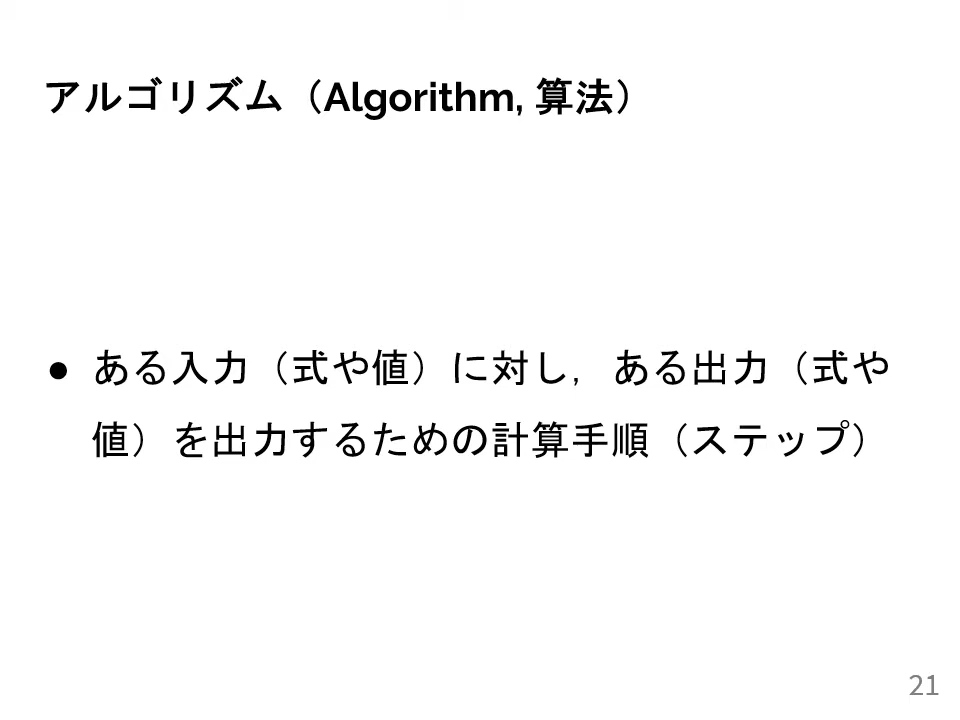 アルゴリズム（Algorithm, 算法）
● ある入力（式や値）に対し，ある出力（式や
値）を出力するための計算手順（ステップ）
21